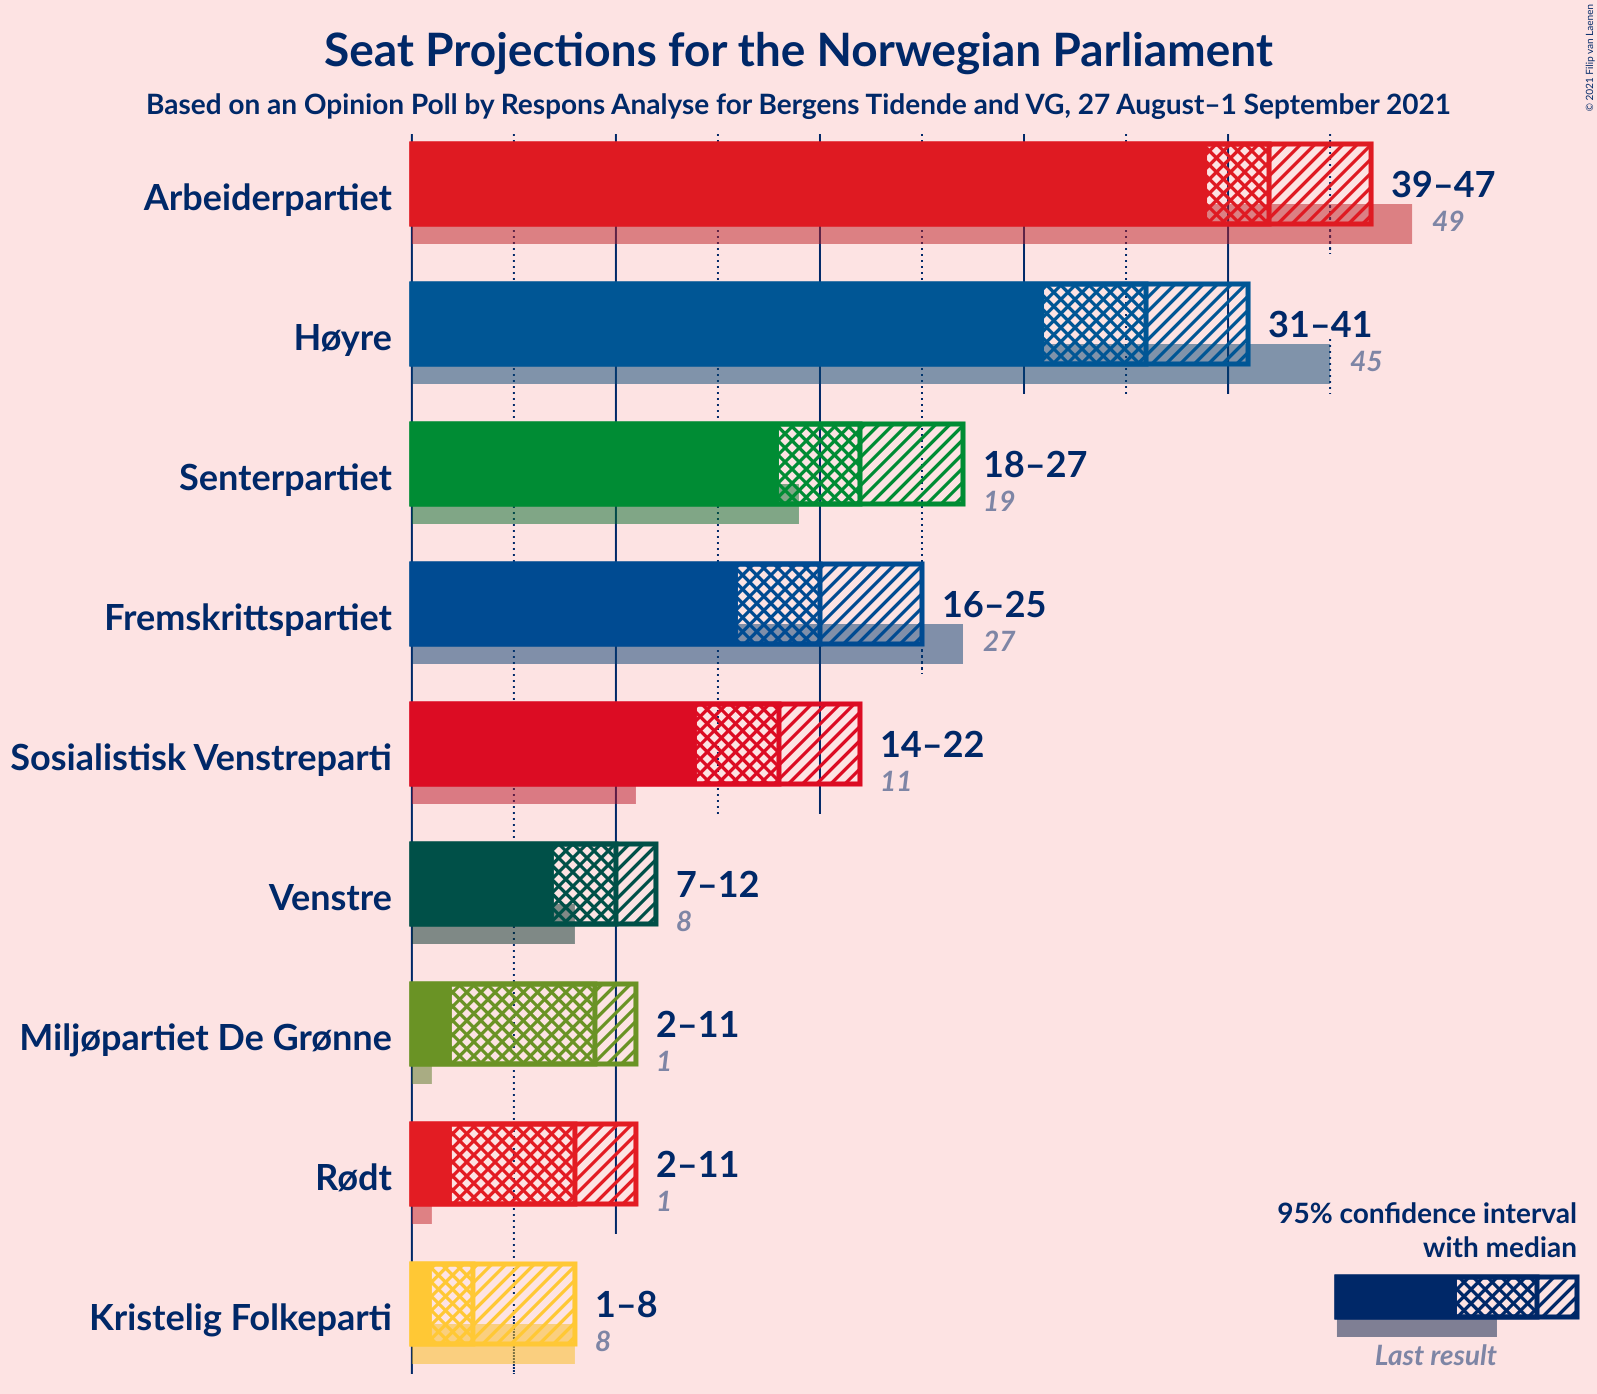 Seat Projections for the Norwegian Parliament
Based on an Opinion Poll by Respons Analyse for Bergens Tidende and VG, 27 August–1 September 2021
© 2021 Filip van Laenen
Arbeiderpartiet
39–47
49
Høyre
31–41
45
Senterpartiet
18–27
19
Fremskrittspartiet
16–25
27
Sosialistisk Venstreparti
14–22
11
Venstre
7–12
8
Miljøpartiet De Grønne
2–11
1
Rødt
2–11
1
Kristelig Folkeparti
1–8
8
95% confidence interval
with median
Last result